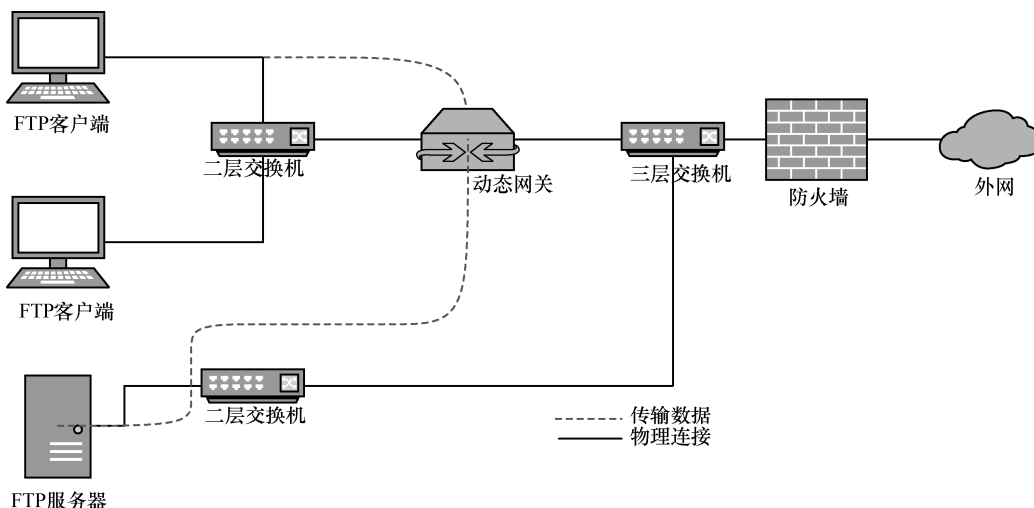 FTP客户端
二层交换机
动态网关
三层交换机
防火墙
外网
FTP客户端
二层交换机
传输数据
物理连接
FTP服务器